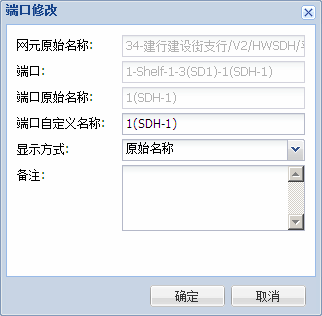 端口修改
网元原始名称: 34-建行建设街支行/V2/HWSDH/
端口: 1-Shelf-1-3(SD1)-1(SDH-1)
端口原始名称: 1(SDH-1)
端口自定义名称: 1(SDH-1)
显示方式: 原始名称
备注:
确定 取消